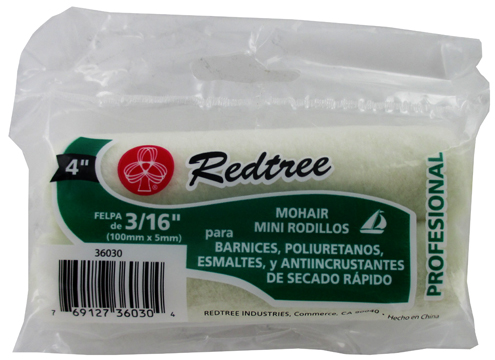 4"
Redtree
PROFESIONAL
FELPA
de 3/16"
(100mm x 5mm)
para
MOHAIR
MINI RODILLOS
BARNICES, POLIURETANOS,
ESMALTES, y ANTIINCRUSTANTES
DE SECADO RÁPIDO
36030
7 69127 36030 4
REDTREE INDUSTRIES, Commerce, CA • Hecho en China